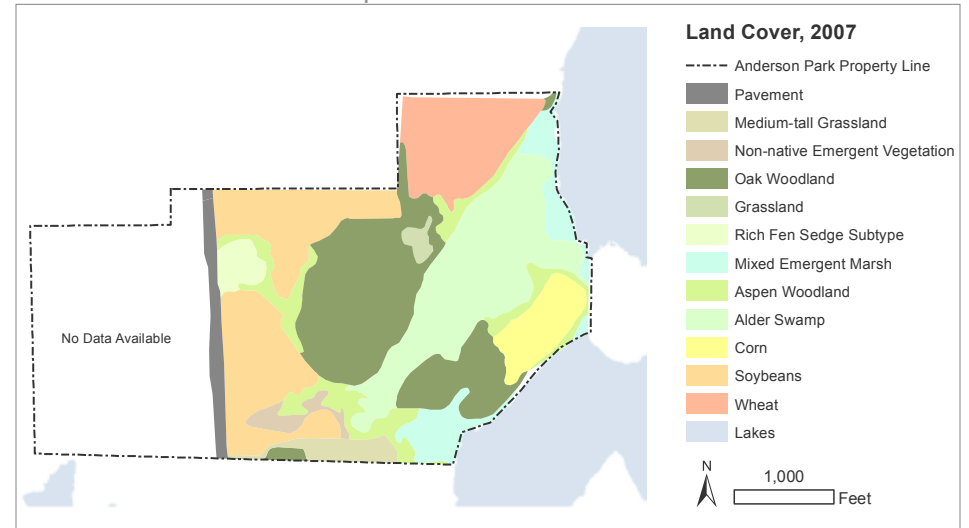 Land Cover, 2007
Anderson Park Property Line
Pavement
Medium-tall Grassland
Non-native Emergent Vegetation
Oak Woodland
Grassland
Rich Fen Sedge Subtype
Mixed Emergent Marsh
Aspen Woodland
Alder Swamp
Corn
Soybeans
Wheat
Lakes
No Data Available
N
1,000
Feet